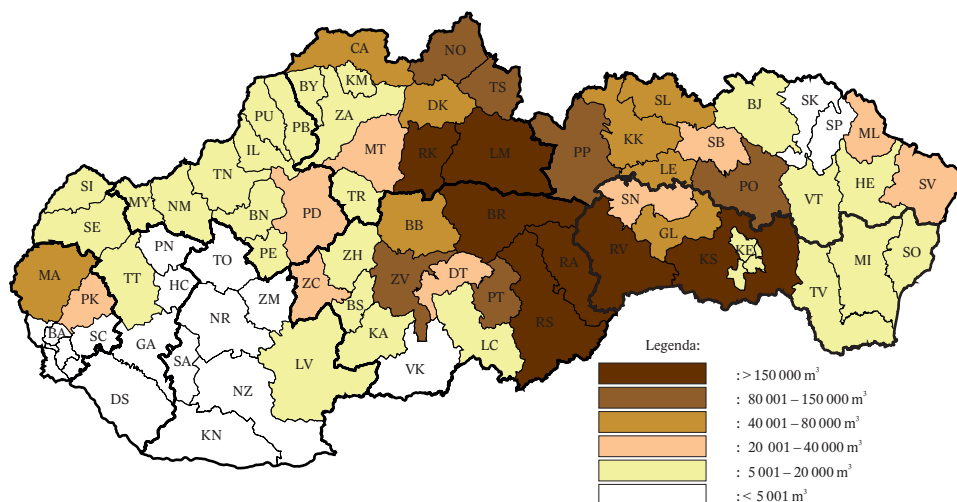 CA
NO
BY
KM
TS
DK
SL
BJ
SK
PU
PB
ZA
SP
ML
KK
SB
IL
MT
RK
LM
PP
LE
TN
SI
PO
HE
SV
MY
NM
BN
PD
TR
SN
VT
SE
BB
BR
GL
PN
PE
ZH
KE
SO
MA
TT
TO
ZV
DT
RA
RV
KS
MI
PK
HC
ZM
ZC
BS
PT
TV
NR
KA
RS
BA
SC
GA
LC
SA
LV
VK
NZ
DS
KN
Legenda:
: > 150 000 m³
: 80 001 – 150 000 m³
: 40 001 – 80 000 m³
: 20 001 – 40 000 m³
: 5 001 – 20 000 m³
: < 5 001 m³